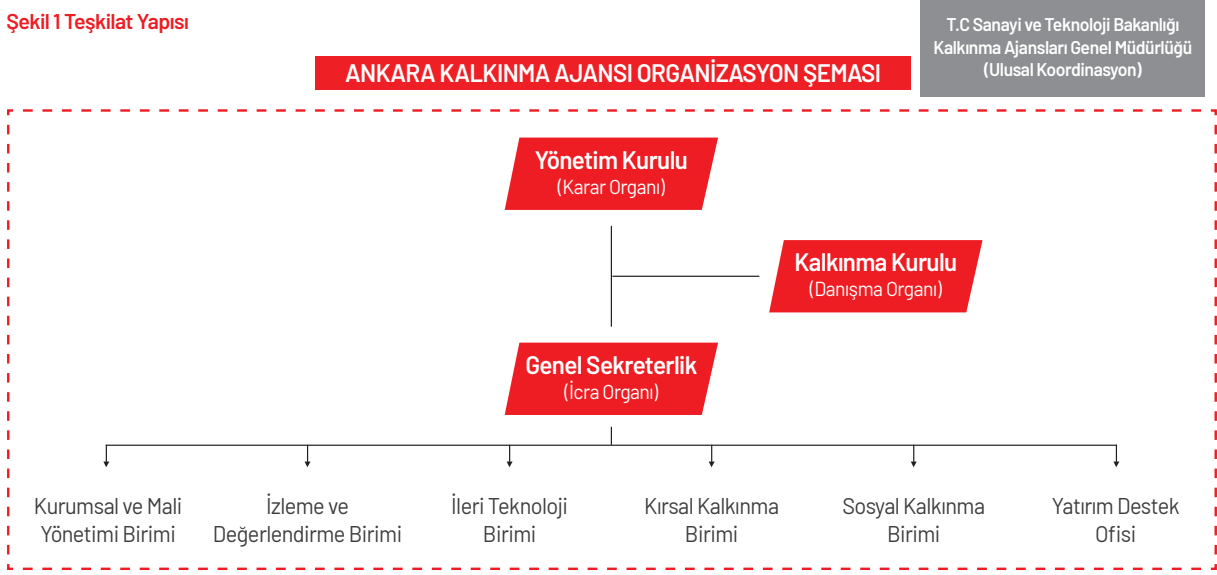 Şekil 1 Teşkilat Yapısı
T.C Sanayi ve Teknoloji Bakanlığı
Kalkınma Ajansları Genel Müdürlüğü
(Ulusal Koordinasyon)
ANKARA KALKINMA AJANSI ORGANİZASYON ŞEMASI
Yönetim Kurulu
(Karar Organı)
Kalkınma Kurulu
(Danışma Organı)
Genel Sekreterlik
(İcra Organı)
Kurumsal ve Mali
Yönetimi Birimi
İzleme ve
Değerlendirme Birimi
İleri Teknoloji
Birimi
Kırsal Kalkınma
Birimi
Sosyal Kalkınma
Birimi
Yatırım Destek
Ofisi